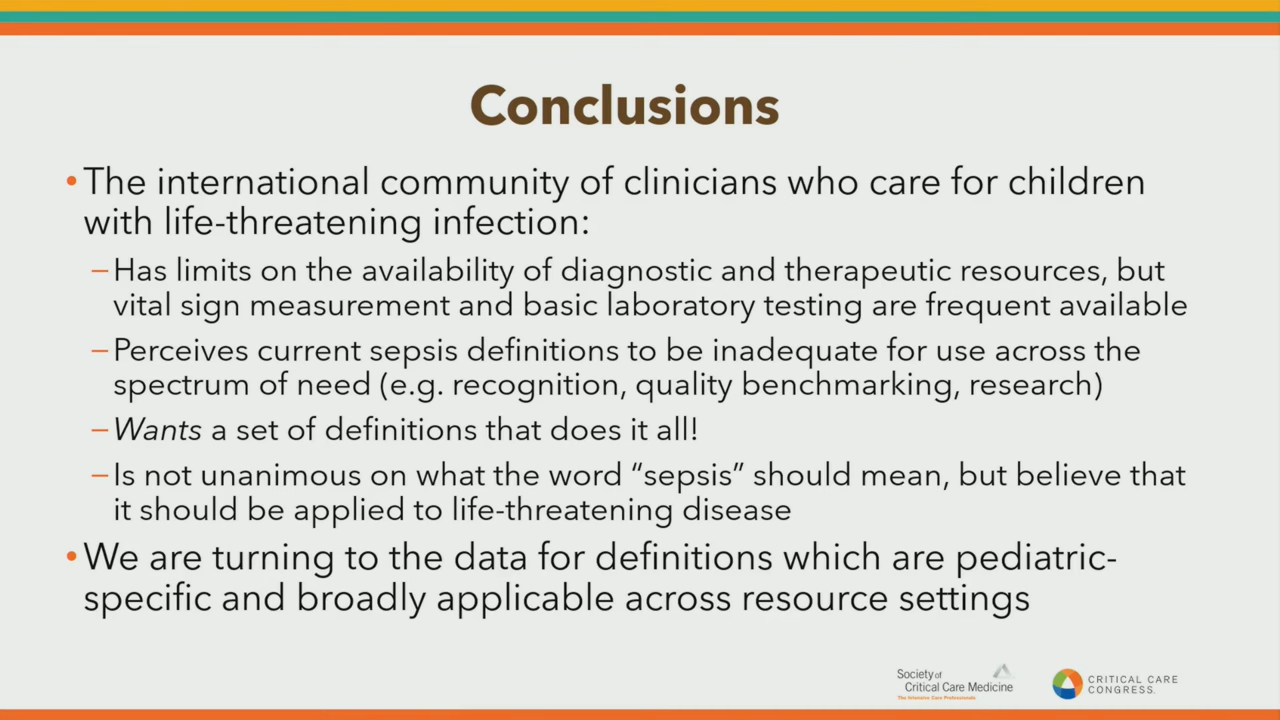 Conclusions
• The international community of clinicians who care for children
with life-threatening infection:
– Has limits on the availability of diagnostic and therapeutic resources, but
vital sign measurement and basic laboratory testing are frequent available
– Perceives current sepsis definitions to be inadequate for use across the
spectrum of need (e.g. recognition, quality benchmarking, research)
– Wants a set of definitions that does it all!
– Is not unanimous on what the word “sepsis” should mean, but believe that
it should be applied to life-threatening disease
• We are turning to the data for definitions which are pediatric-
specific and broadly applicable across resource settings
Society of
Critical Care Medicine
The Intensive Care Professionals
CRITICAL CARE
CONGRESS.